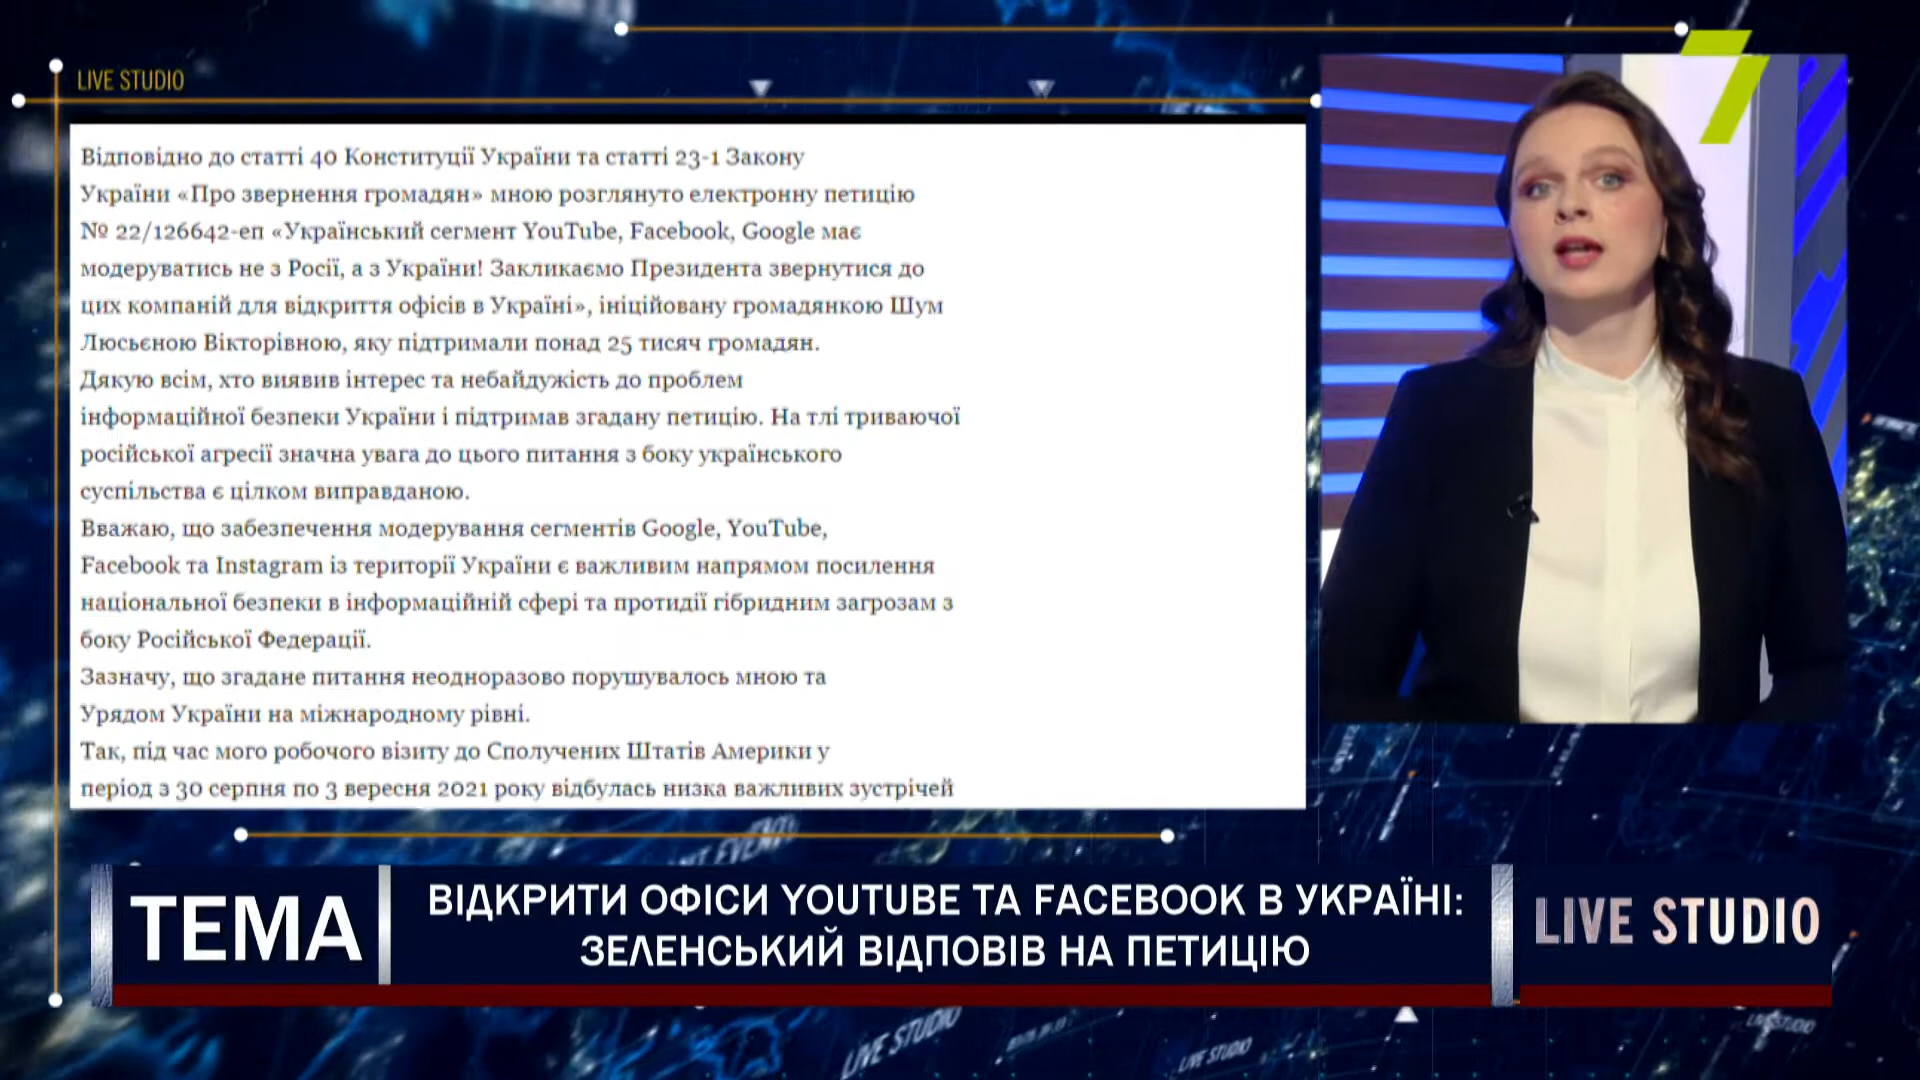 LIVE STUDIO
7
Відповідно до статті 40 Конституції України та статті 23-1 Закону
України «Про звернення громадян» мною розглянуто електронну петицію
№ 22/126642-еп «Український сегмент YouTube, Facebook, Google має
модеруватись не з Росії, а з України! Закликаємо Президента звернутися до
цих компаній для відкриття офісів в Україні», ініційовану громадянкою Шум
Люсьєною Вікторівною, яку підтримали понад 25 тисяч громадян.
Дякую всім, хто виявив інтерес та небайдужість до проблем
інформаційної безпеки України і підтримав згадану петицію. На тлі триваючої
російської агресії значна увага до цього питання з боку українського
суспільства є цілком виправданою.
Вважаю, що забезпечення модерування сегментів Google, YouTube,
Facebook та Instagram із території України є важливим напрямом посилення
національної безпеки в інформаційній сфері та протидії гібридним загрозам з
боку Російської Федерації.
Зазначу, що згадане питання неодноразово порушувалось мною та
Урядом України на міжнародному рівні.
Так, під час мого робочого візиту до Сполучених Штатів Америки у
період з 30 серпня по 3 вересня 2021 року відбулась низка важливих зустрічей
ТЕМА
ВІДКРИТИ ОФІСИ YOUTUBE ТА FACEBOOK В УКРАЇНІ:
ЗЕЛЕНСЬКИЙ ВІДПОВІВ НА ПЕТИЦІЮ
LIVE STUDIO
LIVE STUDIO
LIVE STUDIO